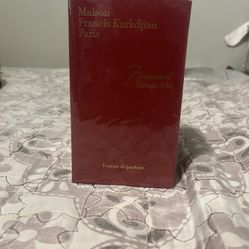 Maison
Francis Kurkdjian
Paris
Baccarat
Rouge 540
Extrait de parfum